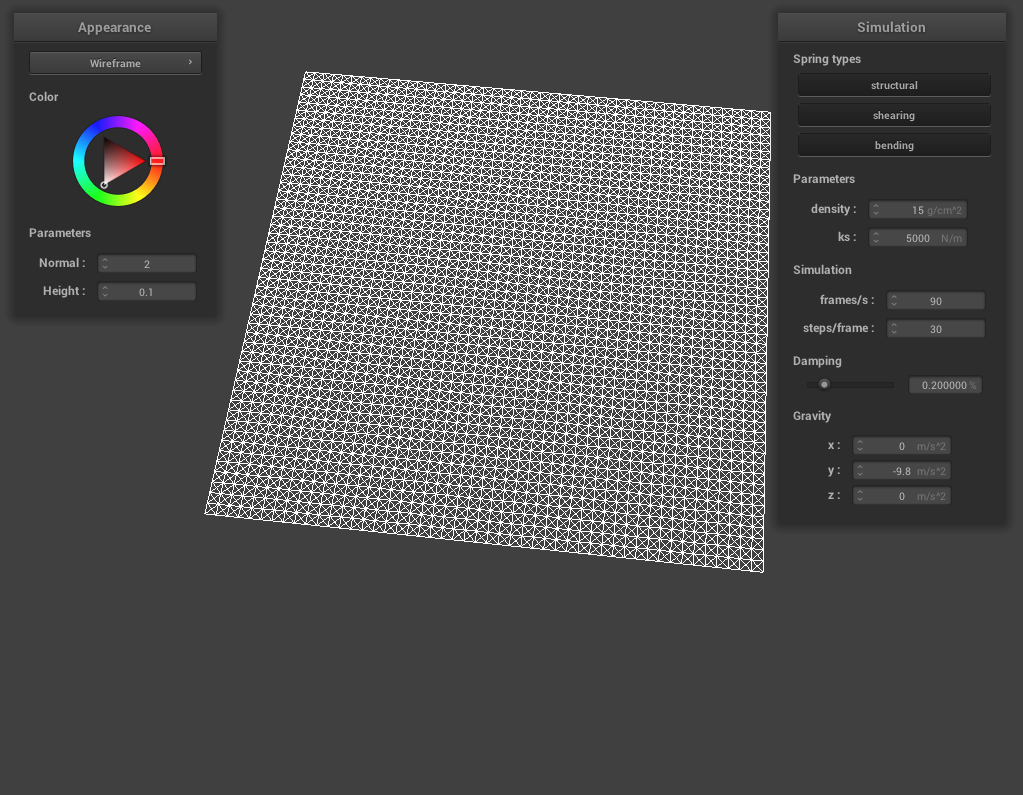 Appearance
Wireframe
Color
Parameters
Normal : 2
Height : 0.1
Simulation
Spring types
structural
shearing
bending
Parameters
density : 15 g/cm^2
ks : 5000 N/m
Simulation
frames/s : 90
steps/frame : 30
Damping
0.200000 %
Gravity
x : 0 m/s^2
y : -9.8 m/s^2
z : 0 m/s^2